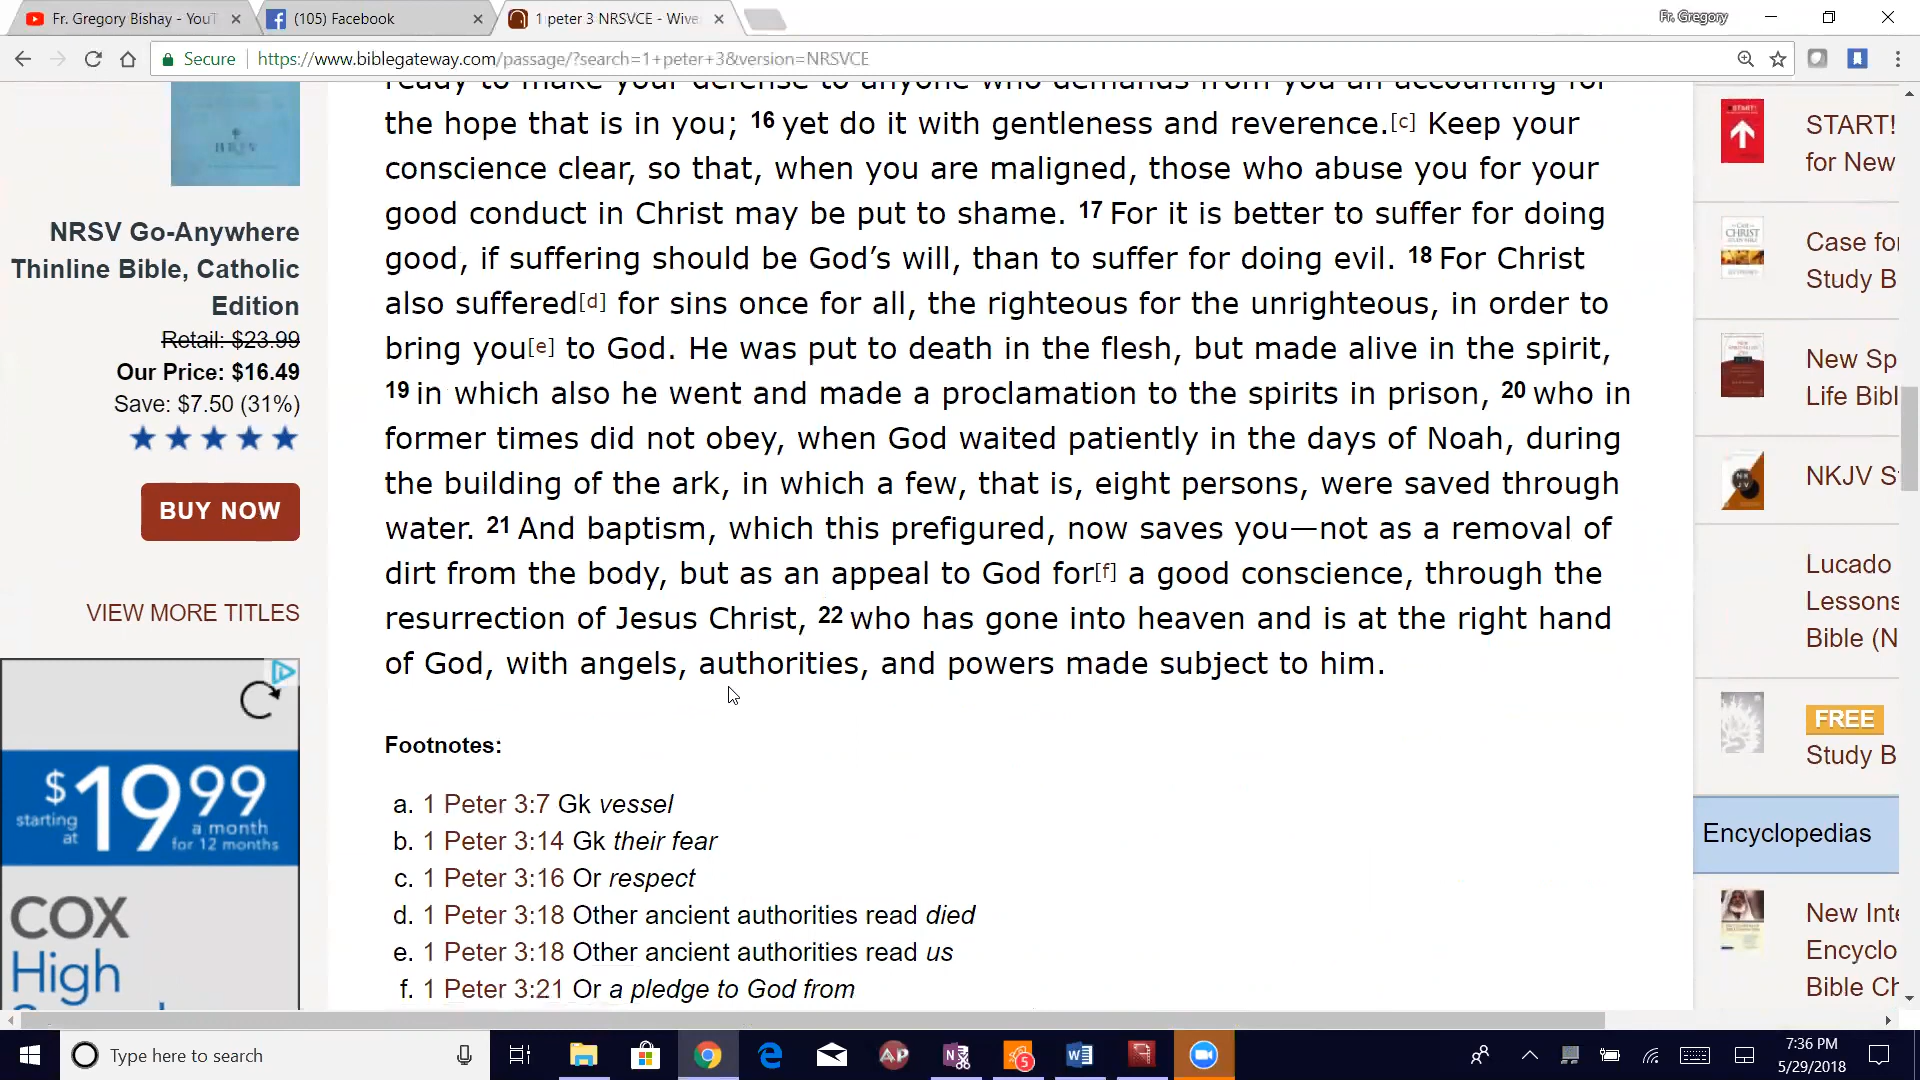 Fr. Gregory Bishay - YouT
(105) Facebook
1 peter 3 NRSVCE - Wive
Fr. Gregory
Secure
https://www.biblegateway.com/passage/?search=1+peter+3&version=NRSVCE
ready to make your defense to anyone who demands from you an accounting for
the hope that is in you; 16 yet do it with gentleness and reverence.[c] Keep your
conscience clear, so that, when you are maligned, those who abuse you for your
good conduct in Christ may be put to shame. 17 For it is better to suffer for doing
good, if suffering should be God’s will, than to suffer for doing evil. 18 For Christ
also suffered[d] for sins once for all, the righteous for the unrighteous, in order to
bring you[e] to God. He was put to death in the flesh, but made alive in the spirit,
19 in which also he went and made a proclamation to the spirits in prison, 20 who in
former times did not obey, when God waited patiently in the days of Noah, during
the building of the ark, in which a few, that is, eight persons, were saved through
water. 21 And baptism, which this prefigured, now saves you—not as a removal of
dirt from the body, but as an appeal to God for[f] a good conscience, through the
resurrection of Jesus Christ, 22 who has gone into heaven and is at the right hand
of God, with angels, authorities, and powers made subject to him.
Footnotes:
a. 1 Peter 3:7 Gk vessel
b. 1 Peter 3:14 Gk their fear
c. 1 Peter 3:16 Or respect
d. 1 Peter 3:18 Other ancient authorities read died
e. 1 Peter 3:18 Other ancient authorities read us
f. 1 Peter 3:21 Or a pledge to God from
NRSV Go-Anywhere
Thinline Bible, Catholic
Edition
Retail: $23.99
Our Price: $16.49
Save: $7.50 (31%)
BUY NOW
VIEW MORE TITLES
starting at $19.99 a month
for 12 months
COX
High
START!
for New
Case fo
Study B
New Sp
Life Bibl
NKJV S
Lucado
Lessons
Bible (N
FREE
Study B
Encyclopedias
New Inte
Encyclo
Bible Ch
Type here to search
7:36 PM
5/29/2018